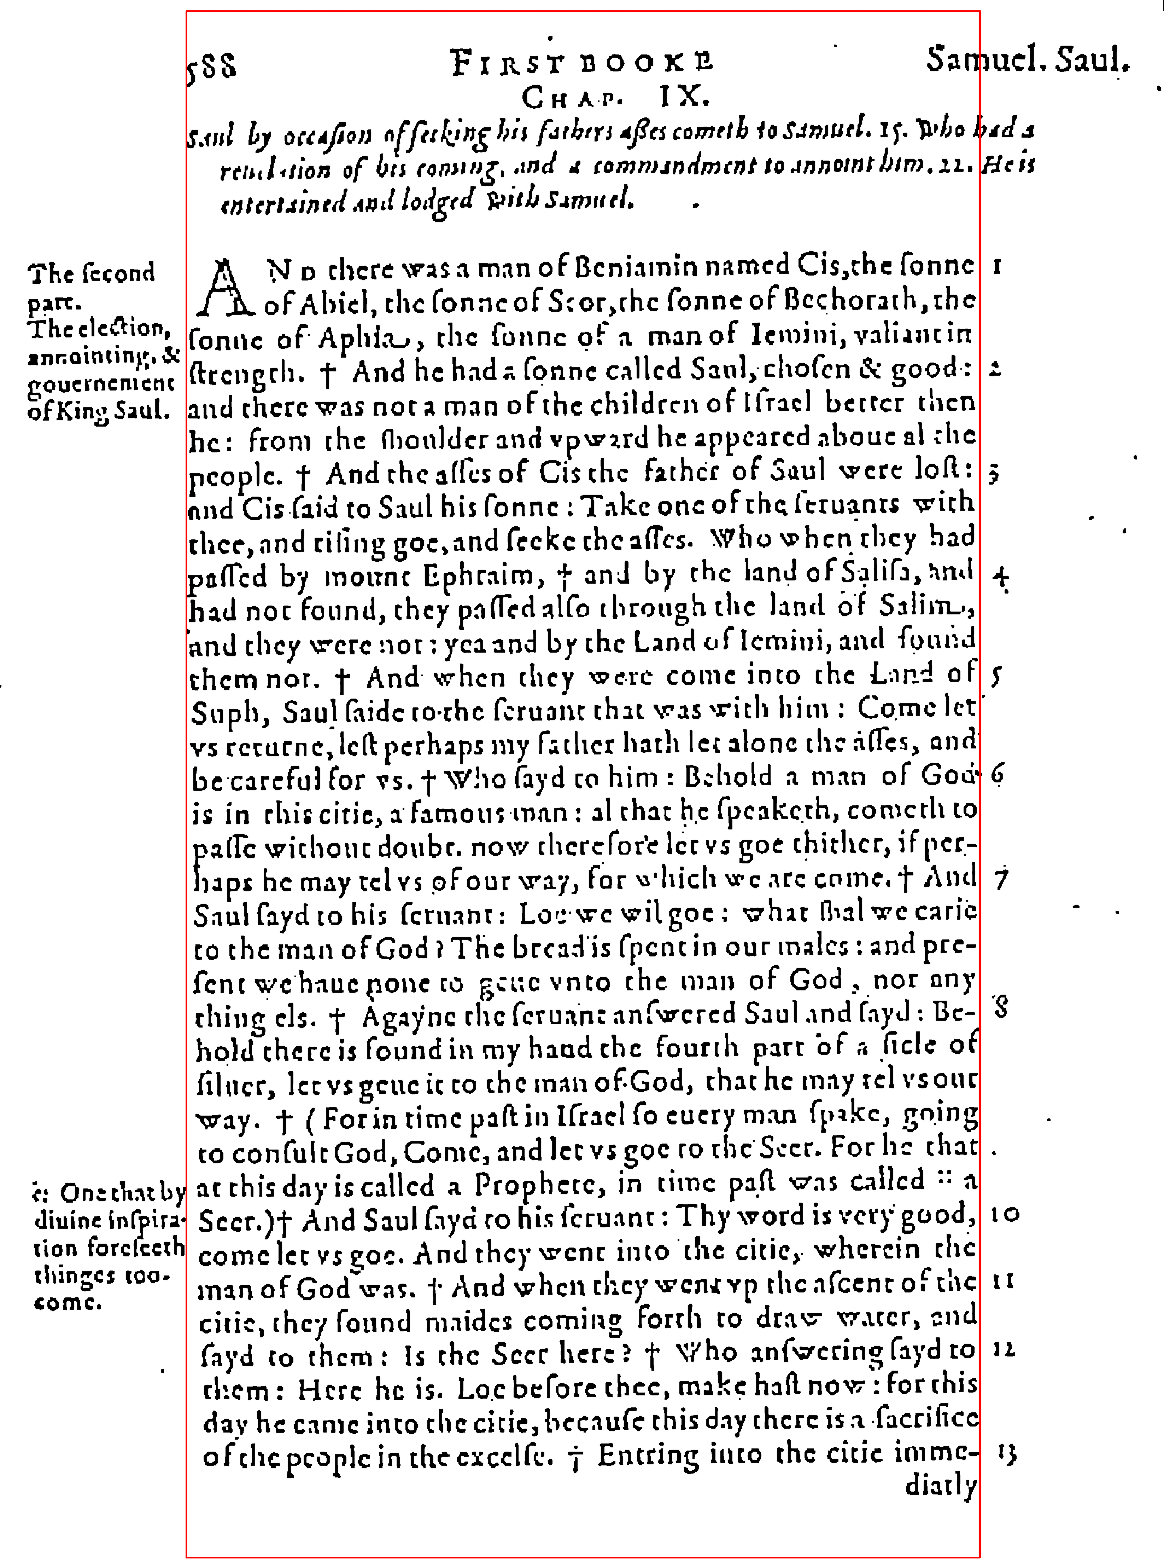 588 FIRST BOOKE Samuel. Saul.
CHAP. IX.
Saul by occasion of seeking his fathers asses cometh to Samuel. 15. Who had a
reuelation of his coming, and a commandment to annoint him. 22. He is
entertained and lodged with Samuel.
The second
part.
The election,
annointing, &
gouernement
of King Saul.
AND there was a man of Beniamin named Cis, the sonne 1
of Abiel, the sonne of Seor, the sonne of Bechorath, the
sonne of Aphia, the sonne of a man of Iemini, valiant in
ſtrength. † And he had a ſonne called Saul, choſen & good: 2
and there was not a man of the children of Iſrael better then
he: from the ſhoulder and vpward he appeared aboue al the
people. † And the aſſes of Cis the father of Saul were loſt: 3
and Cis ſaid to Saul his ſonne: Take one of the ſeruants with
thee, and riſing goe, and ſeeke the aſſes. Who when they had
paſſed by mount Ephraim, † and by the land of Saliſa, and 4
had not found, they paſſed alſo through the land of Salim,
and they were not: yea and by the Land of Iemini, and found
them not. † And when they were come into the Land of 5
Suph, Saul ſaide to the ſeruant that was with him: Come let
vs returne, leſt perhaps my father hath let alone the aſſes, and
be careful for vs. † Who ſayd to him: Behold a man of God 6
is in this citie, a famous man: al that he ſpeaketh, cometh to
paſſe without doubt. now therefore let vs goe thither, if per-
haps he may tel vs of our way, for which we are come. † And 7
Saul ſayd to his ſeruant: Loe we wil goe: what ſhal we carie
to the man of God? The bread is ſpent in our males: and pre-
ſent we haue none to geue vnto the man of God, nor any
thing els. † Agayne the ſeruant anſwered Saul and ſayd: Be- 8
hold there is found in my hand the fourth part of a ſicle of
ſiluer, let vs geue it to the man of God, that he may tel vs our
way. † (For in time paſt in Iſrael ſo euery man ſpake, going
to conſult God, Come, and let vs goe to the Seer. For he that
at this day is called a Prophete, in time paſt was called :: a
Seer.) † And Saul ſayd to his ſeruant: Thy word is very good, 10
come let vs goe. And they went into the citie, wherein the
man of God was. † And when they went vp the aſcent of the 11
citie, they found maides coming forth to draw water, and
ſayd to them: Is the Seer here? † Who anſwering ſayd to 12
them: Here he is. Loe before thee, make haſt now: for this
day he came into the citie, becauſe this day there is a ſacrifice
of the people in the excelſe. † Entring into the citie imme- 13
diatly
:: One that by
diuine inſpira-
tion foreſeeth
thinges too-
come.